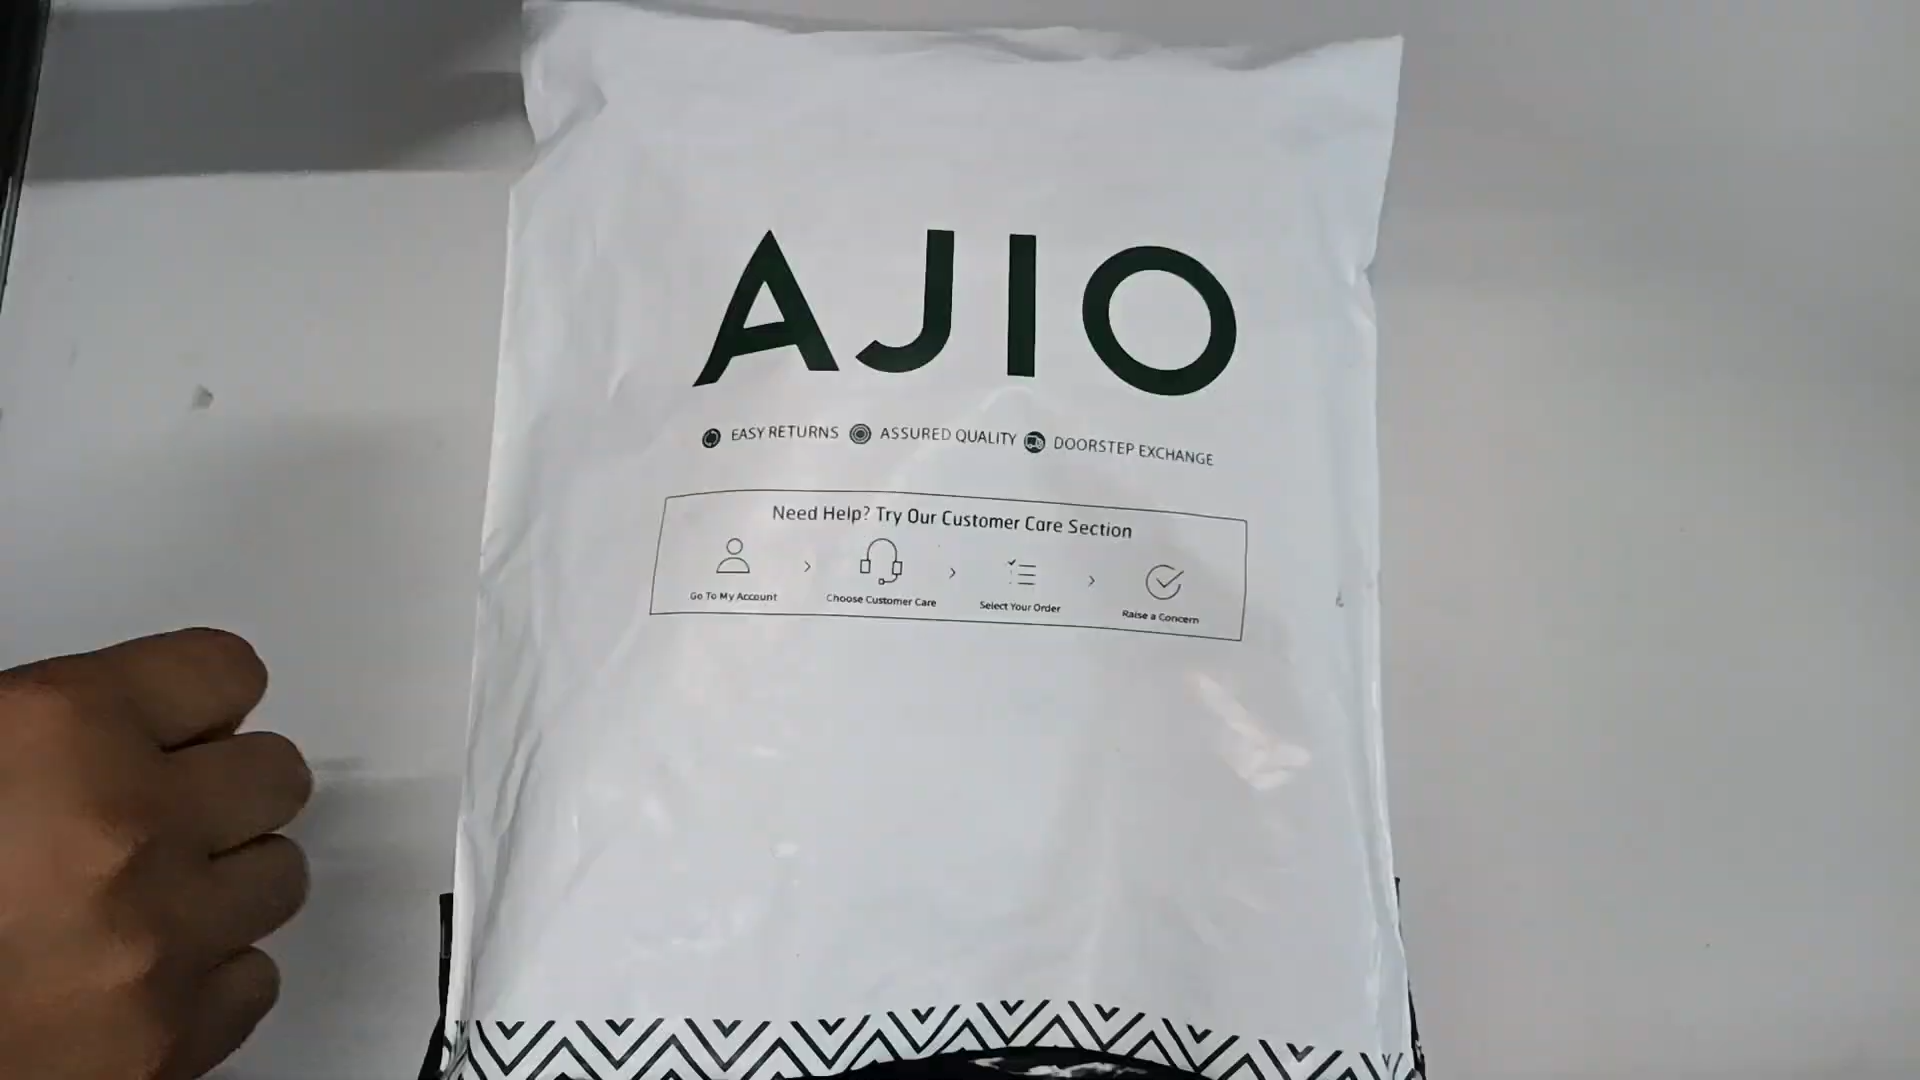 AJIO
EASY RETURNS ASSURED QUALITY DOORSTEP EXCHANGE
Need Help? Try Our Customer Care Section
Go To My Account > Choose Customer Care > Select Your Order > Raise a Concern